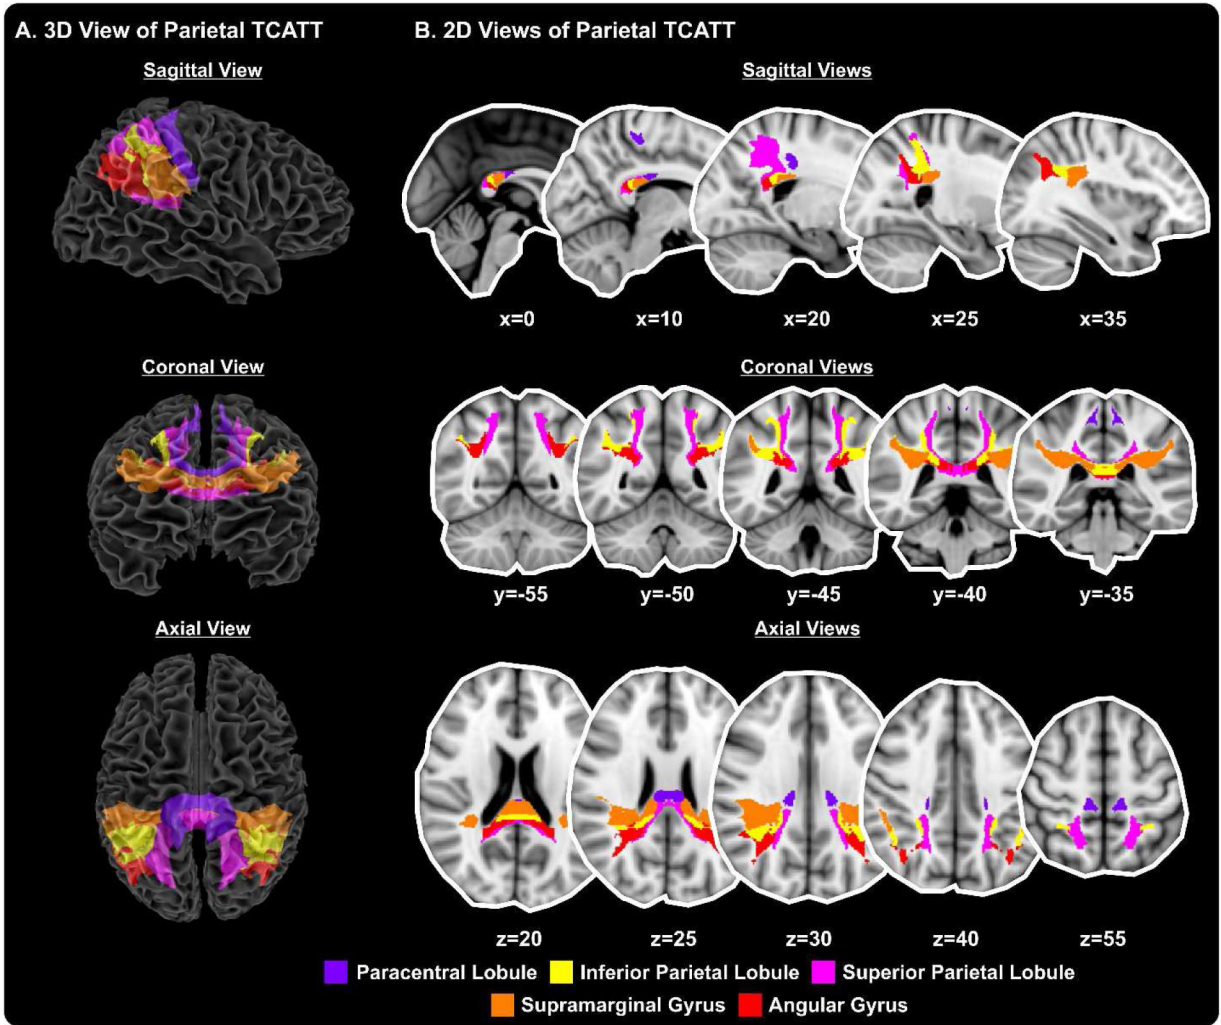 A. 3D View of Parietal TCATT
B. 2D Views of Parietal TCATT
Sagittal View
Sagittal Views
x=0
x=10
x=20
x=25
x=35
Coronal View
Coronal Views
y=-55
y=-50
y=-45
y=-40
y=-35
Axial View
Axial Views
z=20
z=25
z=30
z=40
z=55
Paracentral Lobule
Inferior Parietal Lobule
Superior Parietal Lobule
Supramarginal Gyrus
Angular Gyrus